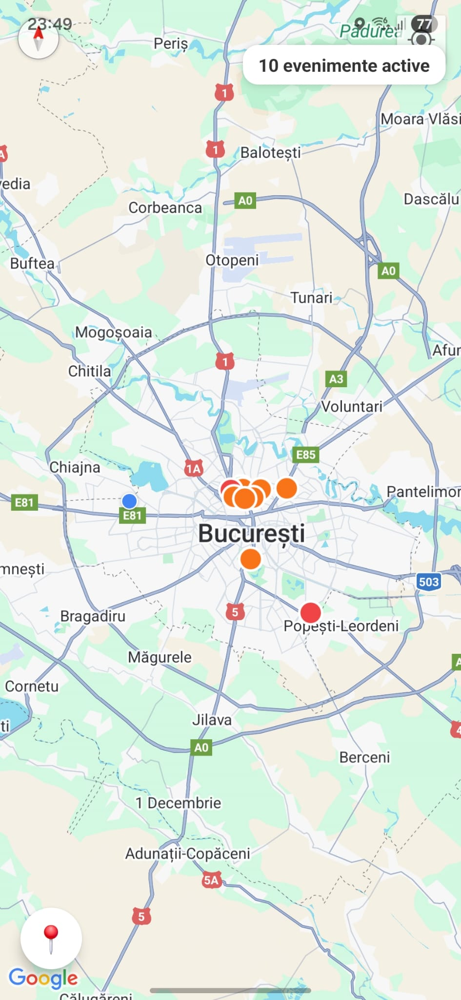 23:49
77
Periș
Pădurea
10 evenimente active
1
Moara Vlăsi
1
A
Balotești
vedia
Dascălu
A0
Corbeanca
Otopeni
Buftea
A0
Tunari
Mogoșoaia
Afur
1
Chitila
A3
Voluntari
E85
Chiajna
1A
Pantelimor
E81
E81
București
mnești
503
5
Bragadiru
Popești-Leordeni
Măgurele
A
Cornetu
Jilava
ti
4
A0
Berceni
1 Decembrie
Adunații-Copăceni
5A
5
Google
Călugăreni